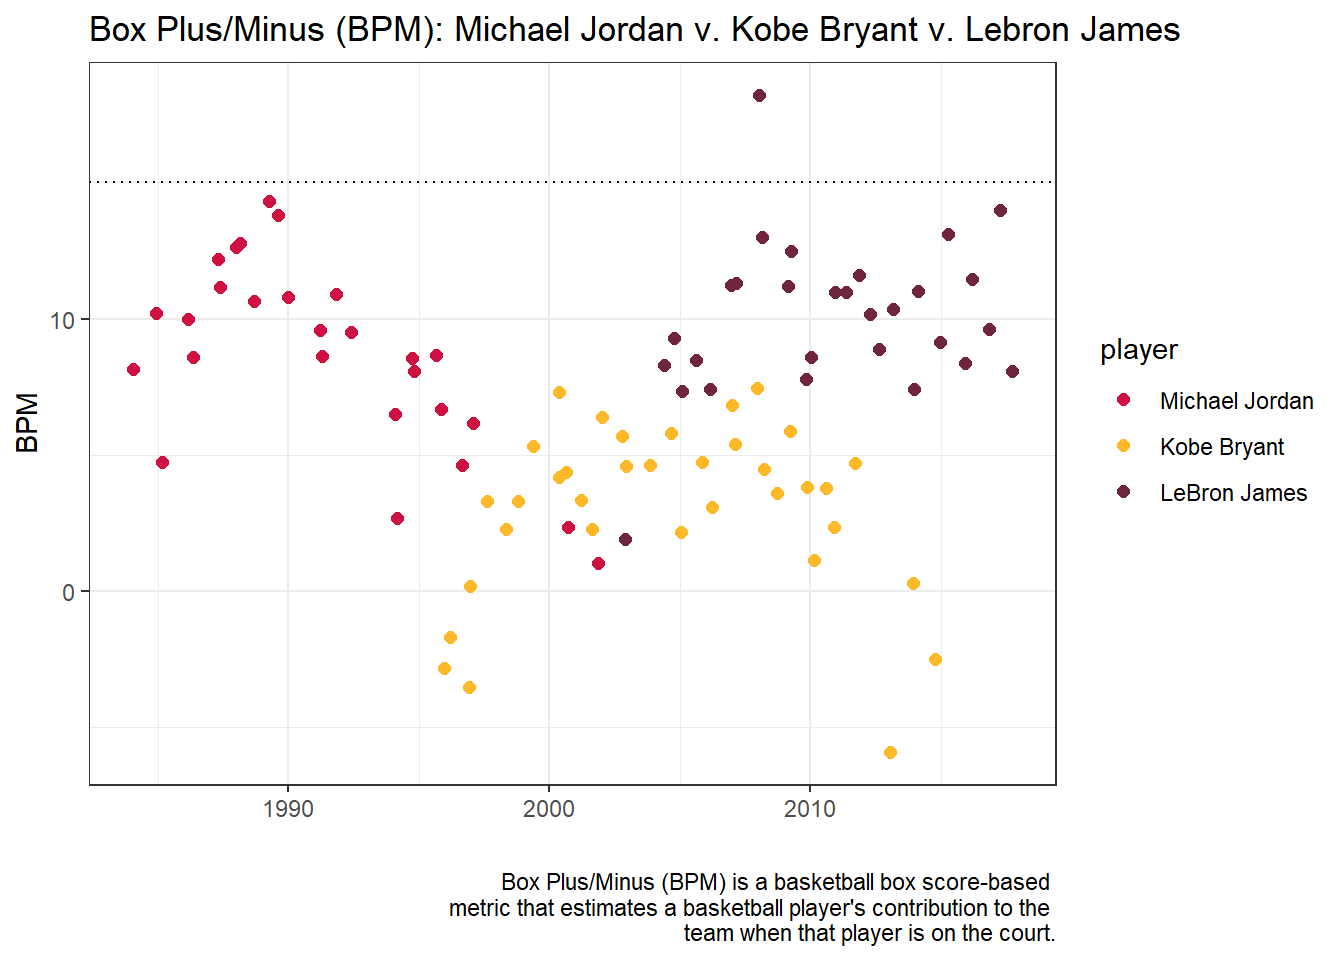 Box Plus/Minus (BPM): Michael Jordan v. Kobe Bryant v. Lebron James
BPM
10
0
1990
2000
2010
player
Michael Jordan
Kobe Bryant
LeBron James
Box Plus/Minus (BPM) is a basketball box score-based
metric that estimates a basketball player's contribution to the
team when that player is on the court.